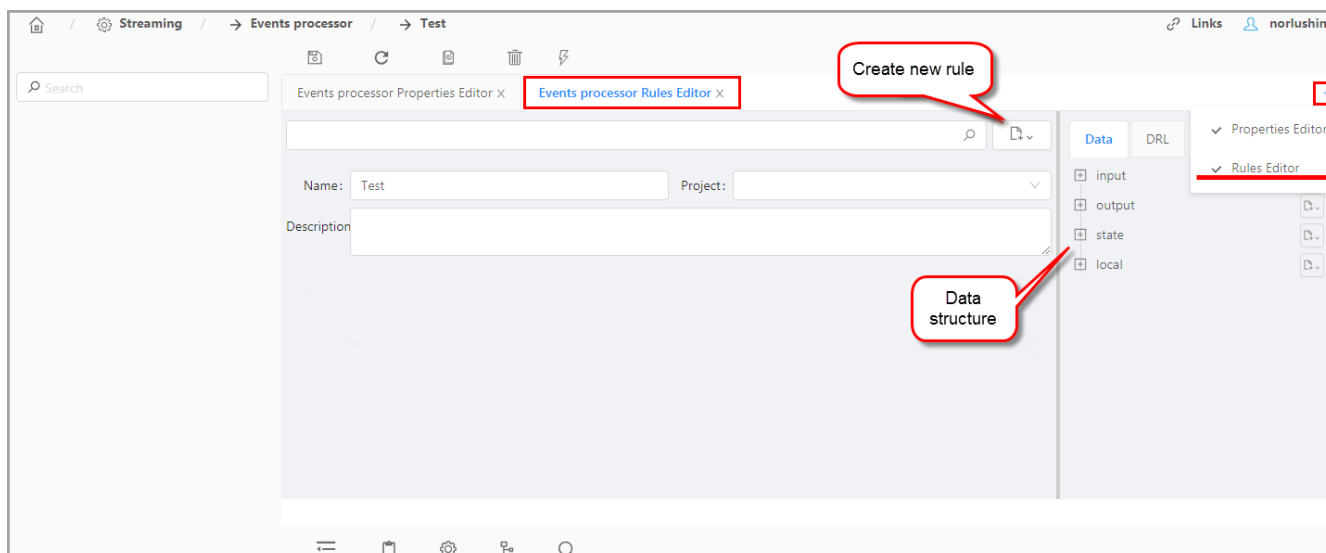 / Streaming / → Events processor / → Test
Links norlushin
Create new rule
Search
Events processor Properties Editor X
Events processor Rules Editor X
Data
DRL
Properties Editor
Rules Editor
Name:
Test
Project:
Description
input
output
state
local
Data
structure